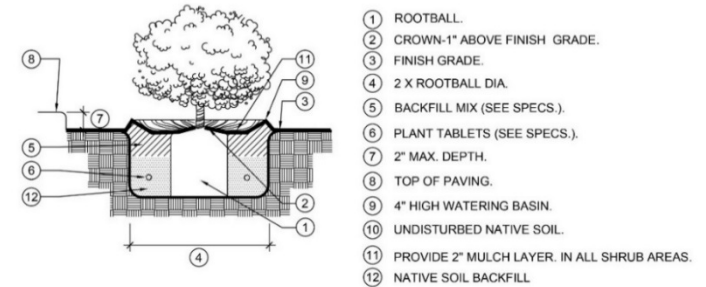 8
7
5
6
12
4
11
9
3
2
1
1 ROOTBALL.
2 CROWN-1" ABOVE FINISH GRADE.
3 FINISH GRADE.
4 2 X ROOTBALL DIA.
5 BACKFILL MIX (SEE SPECS.).
6 PLANT TABLETS (SEE SPECS.).
7 2" MAX. DEPTH.
8 TOP OF PAVING.
9 4" HIGH WATERING BASIN.
10 UNDISTURBED NATIVE SOIL.
11 PROVIDE 2" MULCH LAYER. IN ALL SHRUB AREAS.
12 NATIVE SOIL BACKFILL